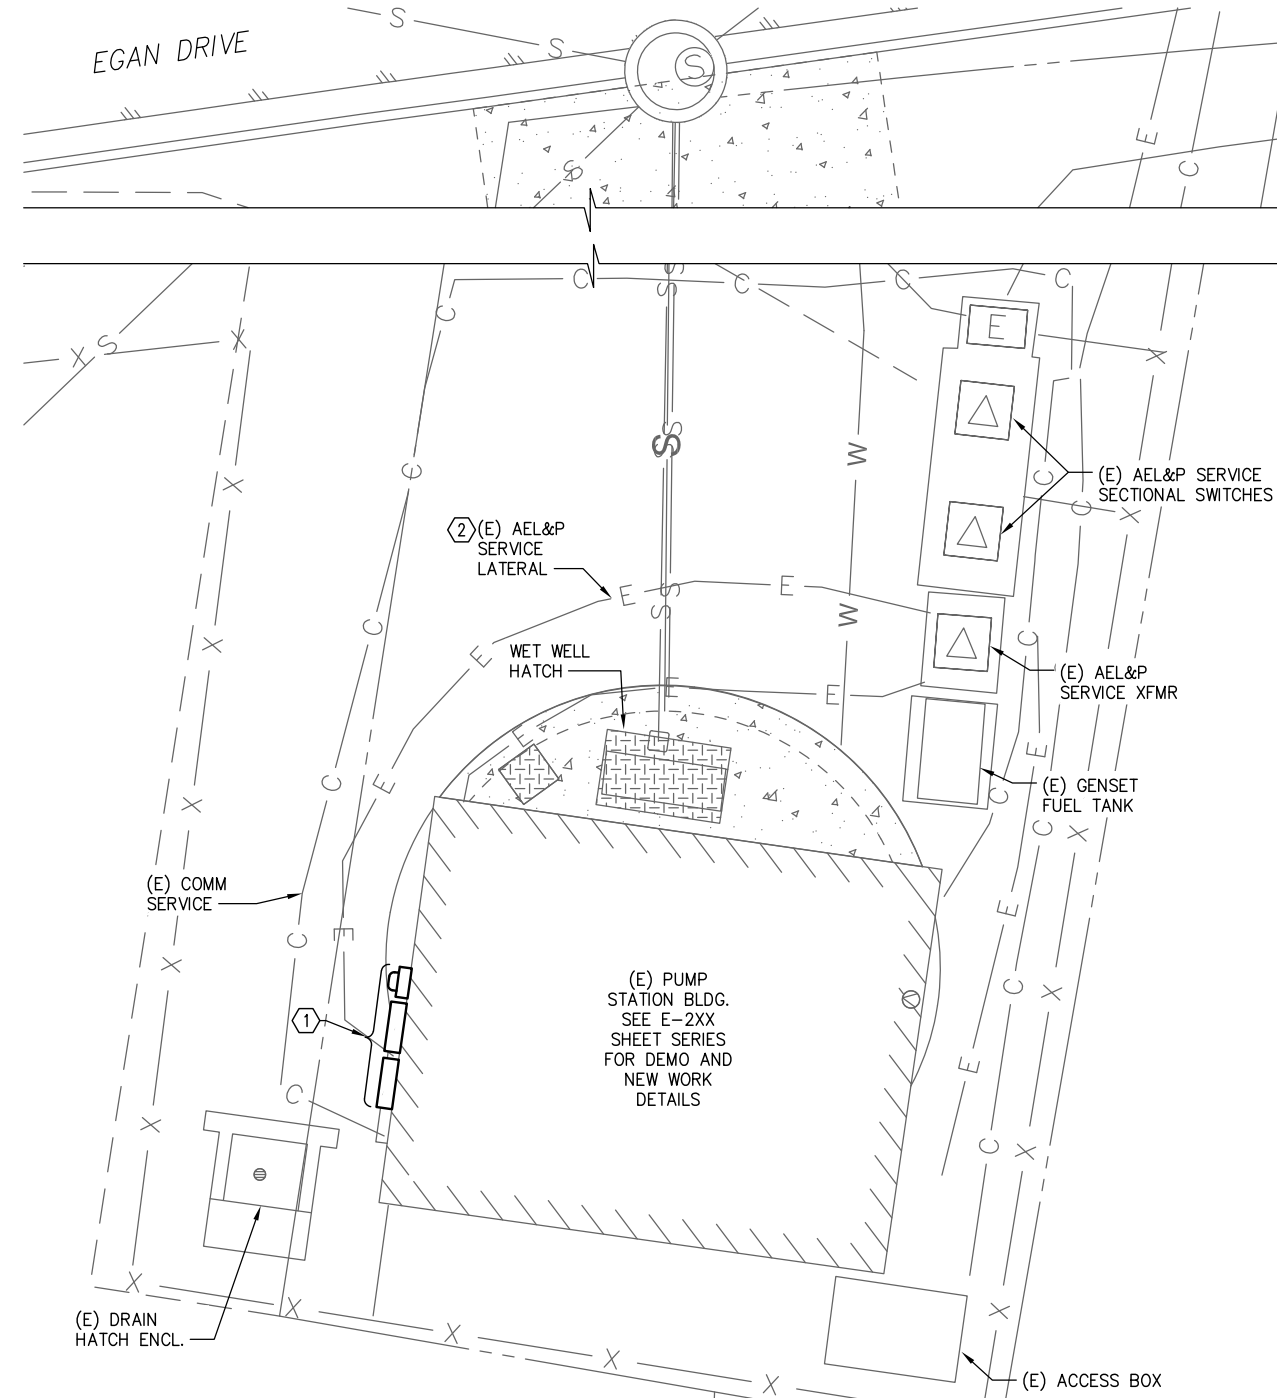 EGAN DRIVE
S
S
S
S
E
C
C
C
C
C
S
S
E
X
S
X
X
C
C
S
S
S
W
C
C
X
X
(E) AEL&P SERVICE
SECTIONAL SWITCHES
2
(E) AEL&P
SERVICE
LATERAL
E
E
S
S
W
C
X
C
E
WET WELL
HATCH
E
E
E
(E) AEL&P
SERVICE XFMR
E
E
C
C
X
(E) GENSET
FUEL TANK
C
X
(E) COMM
SERVICE
C
E
X
E
(E) PUMP
STATION BLDG.
SEE E-2XX
SHEET SERIES
FOR DEMO AND
NEW WORK
DETAILS
1
C
X
E
C
X
C
X
X
X
X
X
X
X
(E) DRAIN
HATCH ENCL.
(E) ACCESS BOX